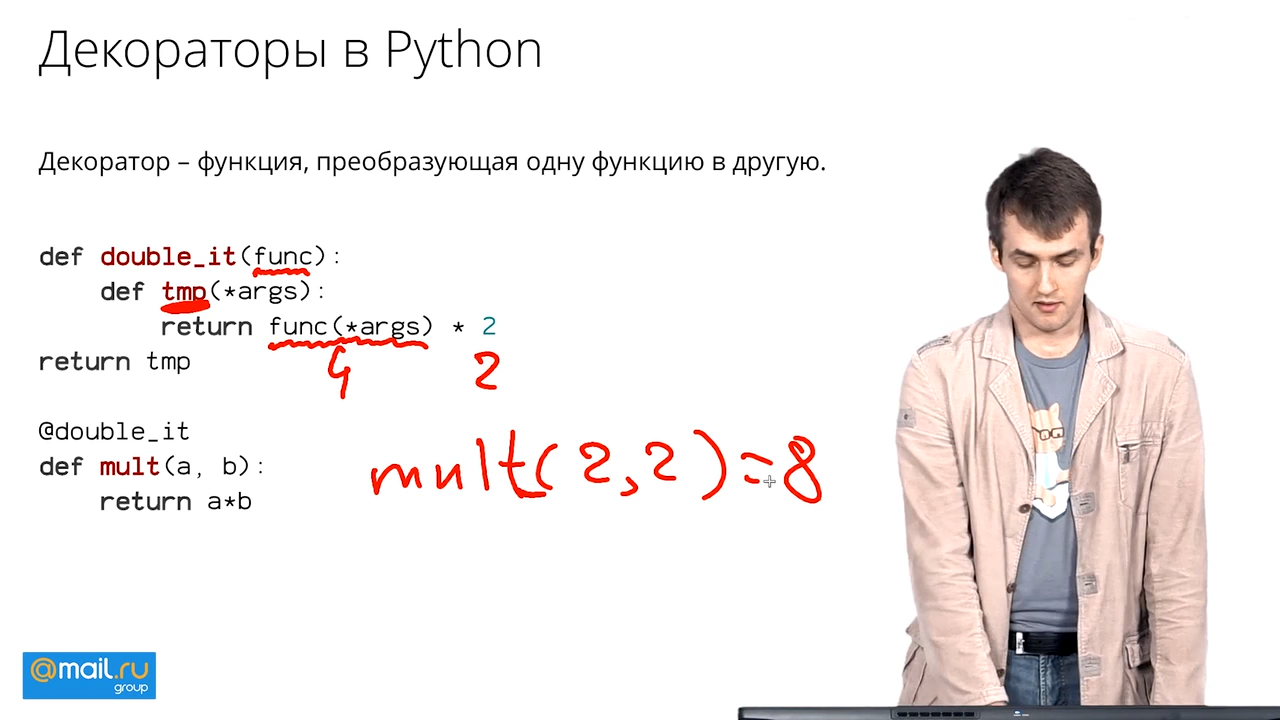 Декораторы в Python
Декоратор – функция, преобразующая одну функцию в другую.
def double_it(func):
    def tmp(*args):
        return func(*args) * 2
return tmp
4 2
@double_it
def mult(a, b):
    return a*b
mult(2,2)=8
@mail.ru
group